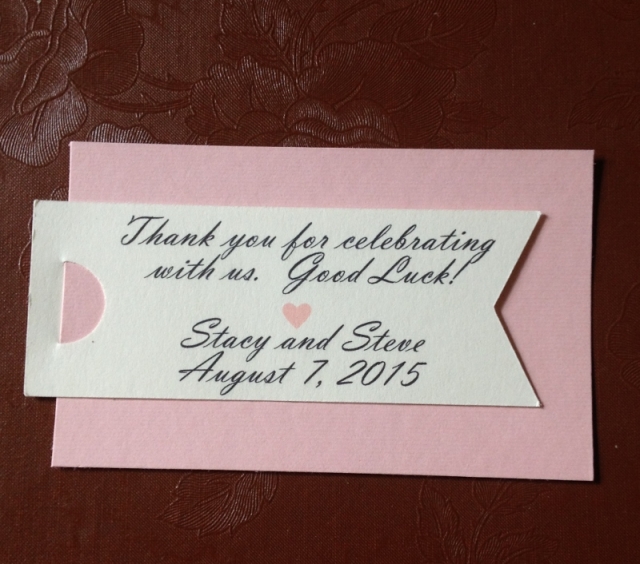 Thank you for celebrating
with us. Good Luck!
Stacy and Steve
August 7, 2015